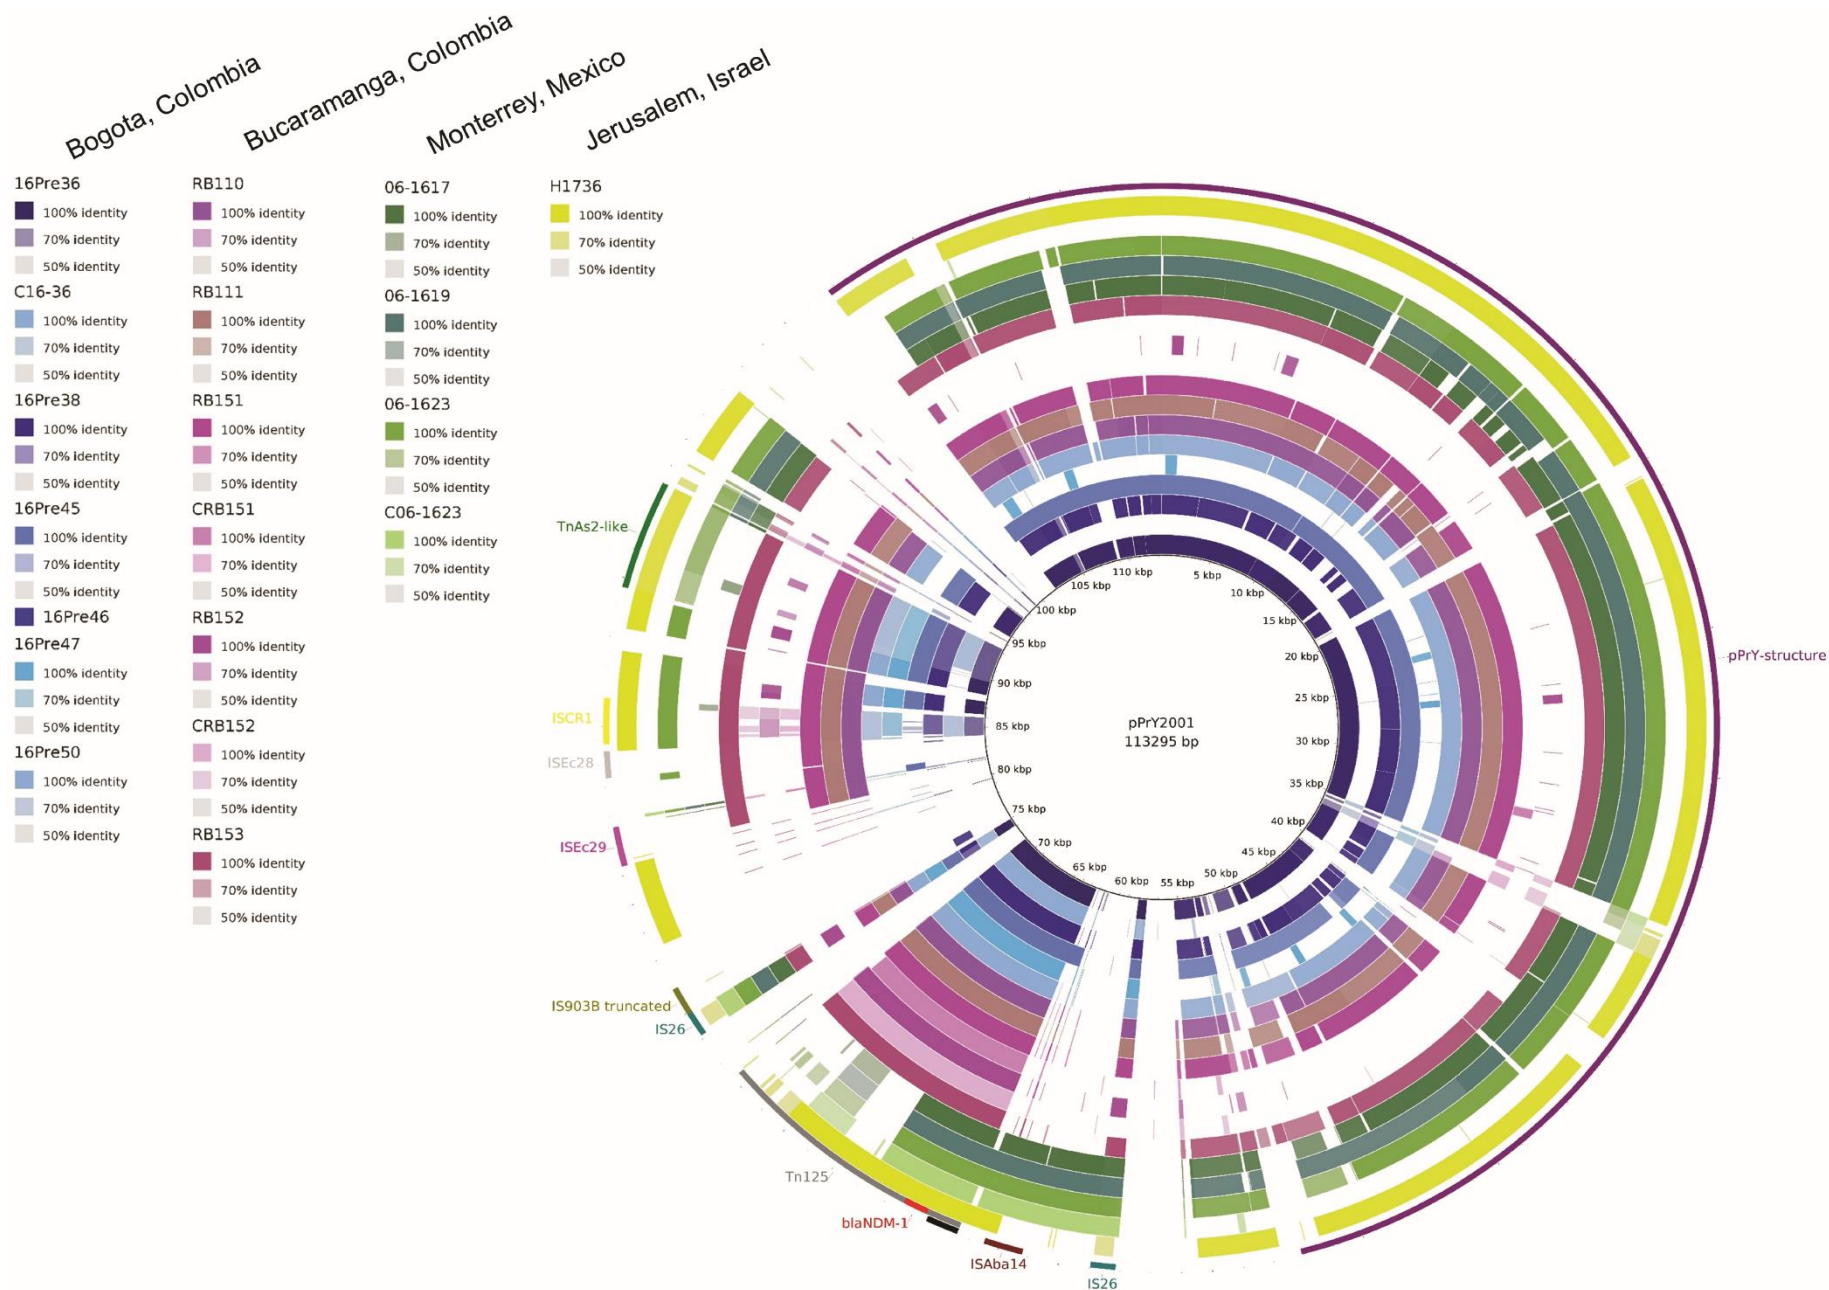 Bogota, Colombia
Bucaramanga, Colombia
Monterrey, Mexico
Jerusalem, Israel
16Pre36
100% identity
70% identity
50% identity
C16-36
100% identity
70% identity
50% identity
16Pre38
100% identity
70% identity
50% identity
16Pre45
100% identity
70% identity
50% identity
16Pre46
16Pre47
100% identity
70% identity
50% identity
16Pre50
100% identity
70% identity
50% identity
RB110
100% identity
70% identity
50% identity
RB111
100% identity
70% identity
50% identity
RB151
100% identity
70% identity
50% identity
CRB151
100% identity
70% identity
50% identity
RB152
100% identity
70% identity
50% identity
CRB152
100% identity
70% identity
50% identity
RB153
100% identity
70% identity
50% identity
06-1617
100% identity
70% identity
50% identity
06-1619
100% identity
70% identity
50% identity
06-1623
100% identity
70% identity
50% identity
C06-1623
100% identity
70% identity
50% identity
H1736
100% identity
70% identity
50% identity
pPrY2001
113295 bp
5 kbp
10 kbp
15 kbp
20 kbp
25 kbp
30 kbp
35 kbp
40 kbp
45 kbp
50 kbp
55 kbp
60 kbp
65 kbp
70 kbp
75 kbp
80 kbp
85 kbp
90 kbp
95 kbp
100 kbp
105 kbp
110 kbp
pPrY-structure
TnAs2-like
ISCR1
ISEc28
ISEc29
IS903B truncated
IS26
Tn125
blaNDM-1
ISAba14
IS26